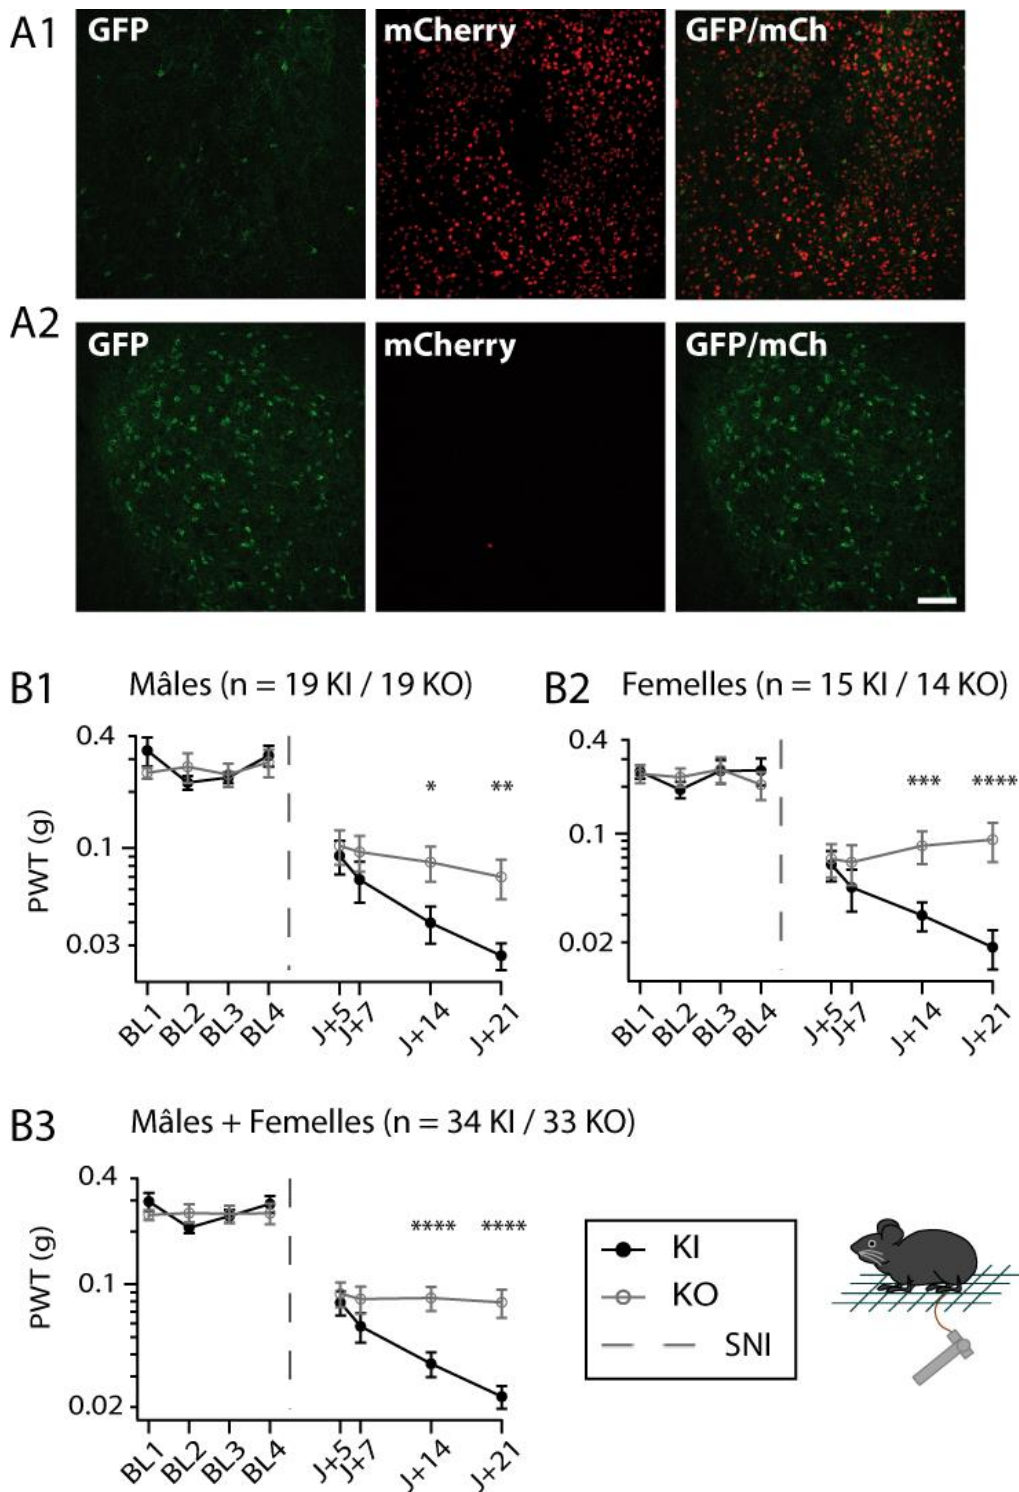 A1
GFP
mCherry
GFP/mCh
A2
GFP
mCherry
GFP/mCh
B1 Mâles (n = 19 KI / 19 KO)
PWT (g)
0.4
0.1
0.03
* **
BL1 BL2 BL3 BL4 J+5 J+7 J+14 J+21
B2 Femelles (n = 15 KI / 14 KO)
0.4
0.1
0.02
*** ****
BL1 BL2 BL3 BL4 J+5 J+7 J+14 J+21
B3 Mâles + Femelles (n = 34 KI / 33 KO)
PWT (g)
0.4
0.1
0.02
**** ****
BL1 BL2 BL3 BL4 J+5 J+7 J+14 J+21
KI
KO
SNI